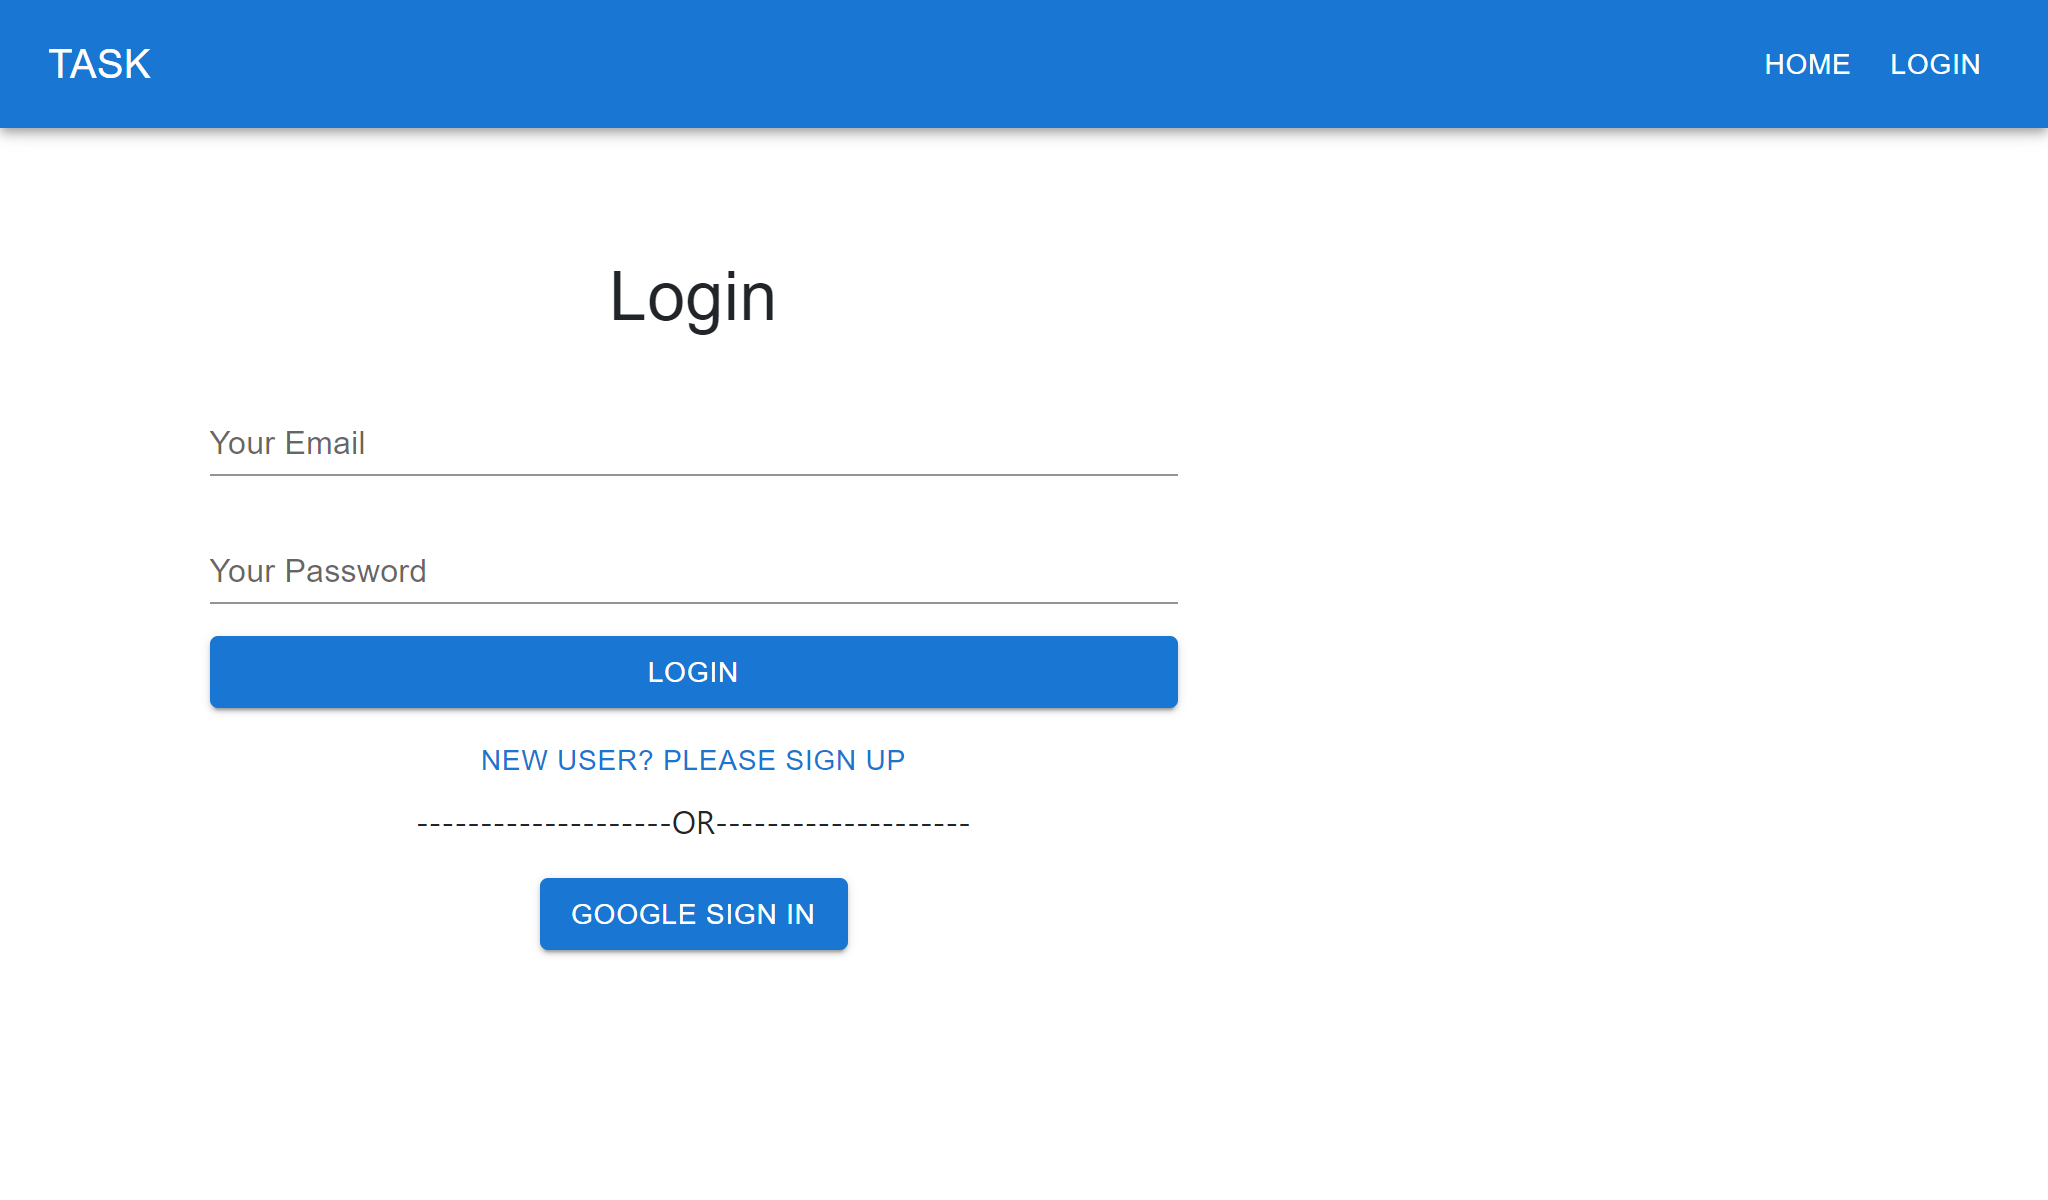 TASK
HOME LOGIN
Login
Your Email
Your Password
LOGIN
NEW USER? PLEASE SIGN UP
--------------------OR--------------------
GOOGLE SIGN IN